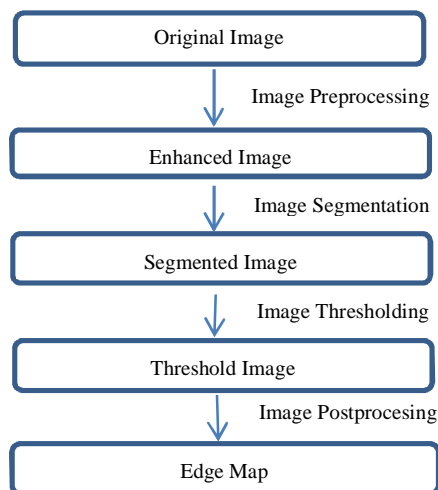 Original Image
Image Preprocessing
Enhanced Image
Image Segmentation
Segmented Image
Image Thresholding
Threshold Image
Image Postprocesing
Edge Map